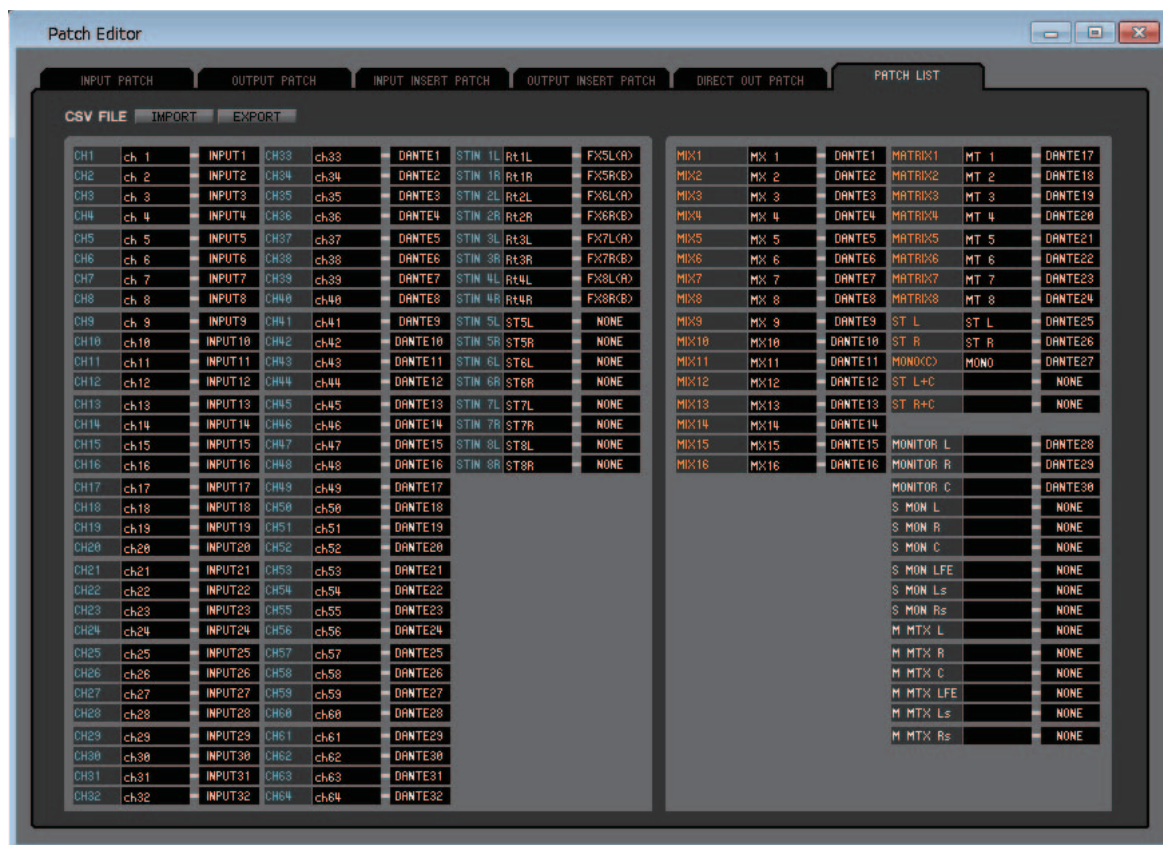 Patch Editor
INPUT PATCH OUTPUT PATCH INPUT INSERT PATCH OUTPUT INSERT PATCH DIRECT OUT PATCH PATCH LIST
CSV FILE IMPORT EXPORT
CH1 ch 1 INPUT1 CH33 ch33 DANTE1 STIN 1L Rt1L FX5L(A) MIX1 MX 1 DANTE1 MATRIX1 MT 1 DANTE17
CH2 ch 2 INPUT2 CH34 ch34 DANTE2 STIN 1R Rt1R FX5R(B) MIX2 MX 2 DANTE2 MATRIX2 MT 2 DANTE18
CH3 ch 3 INPUT3 CH35 ch35 DANTE3 STIN 2L Rt2L FX6L(A) MIX3 MX 3 DANTE3 MATRIX3 MT 3 DANTE19
CH4 ch 4 INPUT4 CH36 ch36 DANTE4 STIN 2R Rt2R FX6R(B) MIX4 MX 4 DANTE4 MATRIX4 MT 4 DANTE20
CH5 ch 5 INPUT5 CH37 ch37 DANTE5 STIN 3L Rt3L FX7L(A) MIX5 MX 5 DANTE5 MATRIX5 MT 5 DANTE21
CH6 ch 6 INPUT6 CH38 ch38 DANTE6 STIN 3R Rt3R FX7R(B) MIX6 MX 6 DANTE6 MATRIX6 MT 6 DANTE22
CH7 ch 7 INPUT7 CH39 ch39 DANTE7 STIN 4L Rt4L FX8L(A) MIX7 MX 7 DANTE7 MATRIX7 MT 7 DANTE23
CH8 ch 8 INPUT8 CH40 ch40 DANTE8 STIN 4R Rt4R FX8R(B) MIX8 MX 8 DANTE8 MATRIX8 MT 8 DANTE24
CH9 ch 9 INPUT9 CH41 ch41 DANTE9 STIN 5L ST5L NONE MIX9 MX 9 DANTE9 ST L ST L DANTE25
CH10 ch10 INPUT10 CH42 ch42 DANTE10 STIN 5R ST5R NONE MIX10 MX10 DANTE10 ST R ST R DANTE26
CH11 ch11 INPUT11 CH43 ch43 DANTE11 STIN 6L ST6L NONE MIX11 MX11 DANTE11 MONO(C) MONO DANTE27
CH12 ch12 INPUT12 CH44 ch44 DANTE12 STIN 6R ST6R NONE MIX12 MX12 DANTE12 ST L+C NONE
CH13 ch13 INPUT13 CH45 ch45 DANTE13 STIN 7L ST7L NONE MIX13 MX13 DANTE13 ST R+C NONE
CH14 ch14 INPUT14 CH46 ch46 DANTE14 STIN 7R ST7R NONE MIX14 MX14 DANTE14
CH15 ch15 INPUT15 CH47 ch47 DANTE15 STIN 8L ST8L NONE MIX15 MX15 DANTE15 MONITOR L DANTE28
CH16 ch16 INPUT16 CH48 ch48 DANTE16 STIN 8R ST8R NONE MIX16 MX16 DANTE16 MONITOR R DANTE29
CH17 ch17 INPUT17 CH49 ch49 DANTE17 MONITOR C DANTE30
CH18 ch18 INPUT18 CH50 ch50 DANTE18 S MON L NONE
CH19 ch19 INPUT19 CH51 ch51 DANTE19 S MON R NONE
CH20 ch20 INPUT20 CH52 ch52 DANTE20 S MON C NONE
CH21 ch21 INPUT21 CH53 ch53 DANTE21 S MON LFE NONE
CH22 ch22 INPUT22 CH54 ch54 DANTE22 S MON Ls NONE
CH23 ch23 INPUT23 CH55 ch55 DANTE23 S MON Rs NONE
CH24 ch24 INPUT24 CH56 ch56 DANTE24 M MTX L NONE
CH25 ch25 INPUT25 CH57 ch57 DANTE25 M MTX R NONE
CH26 ch26 INPUT26 CH58 ch58 DANTE26 M MTX C NONE
CH27 ch27 INPUT27 CH59 ch59 DANTE27 M MTX LFE NONE
CH28 ch28 INPUT28 CH60 ch60 DANTE28 M MTX Ls NONE
CH29 ch29 INPUT29 CH61 ch61 DANTE29 M MTX Rs NONE
CH30 ch30 INPUT30 CH62 ch62 DANTE30
CH31 ch31 INPUT31 CH63 ch63 DANTE31
CH32 ch32 INPUT32 CH64 ch64 DANTE32